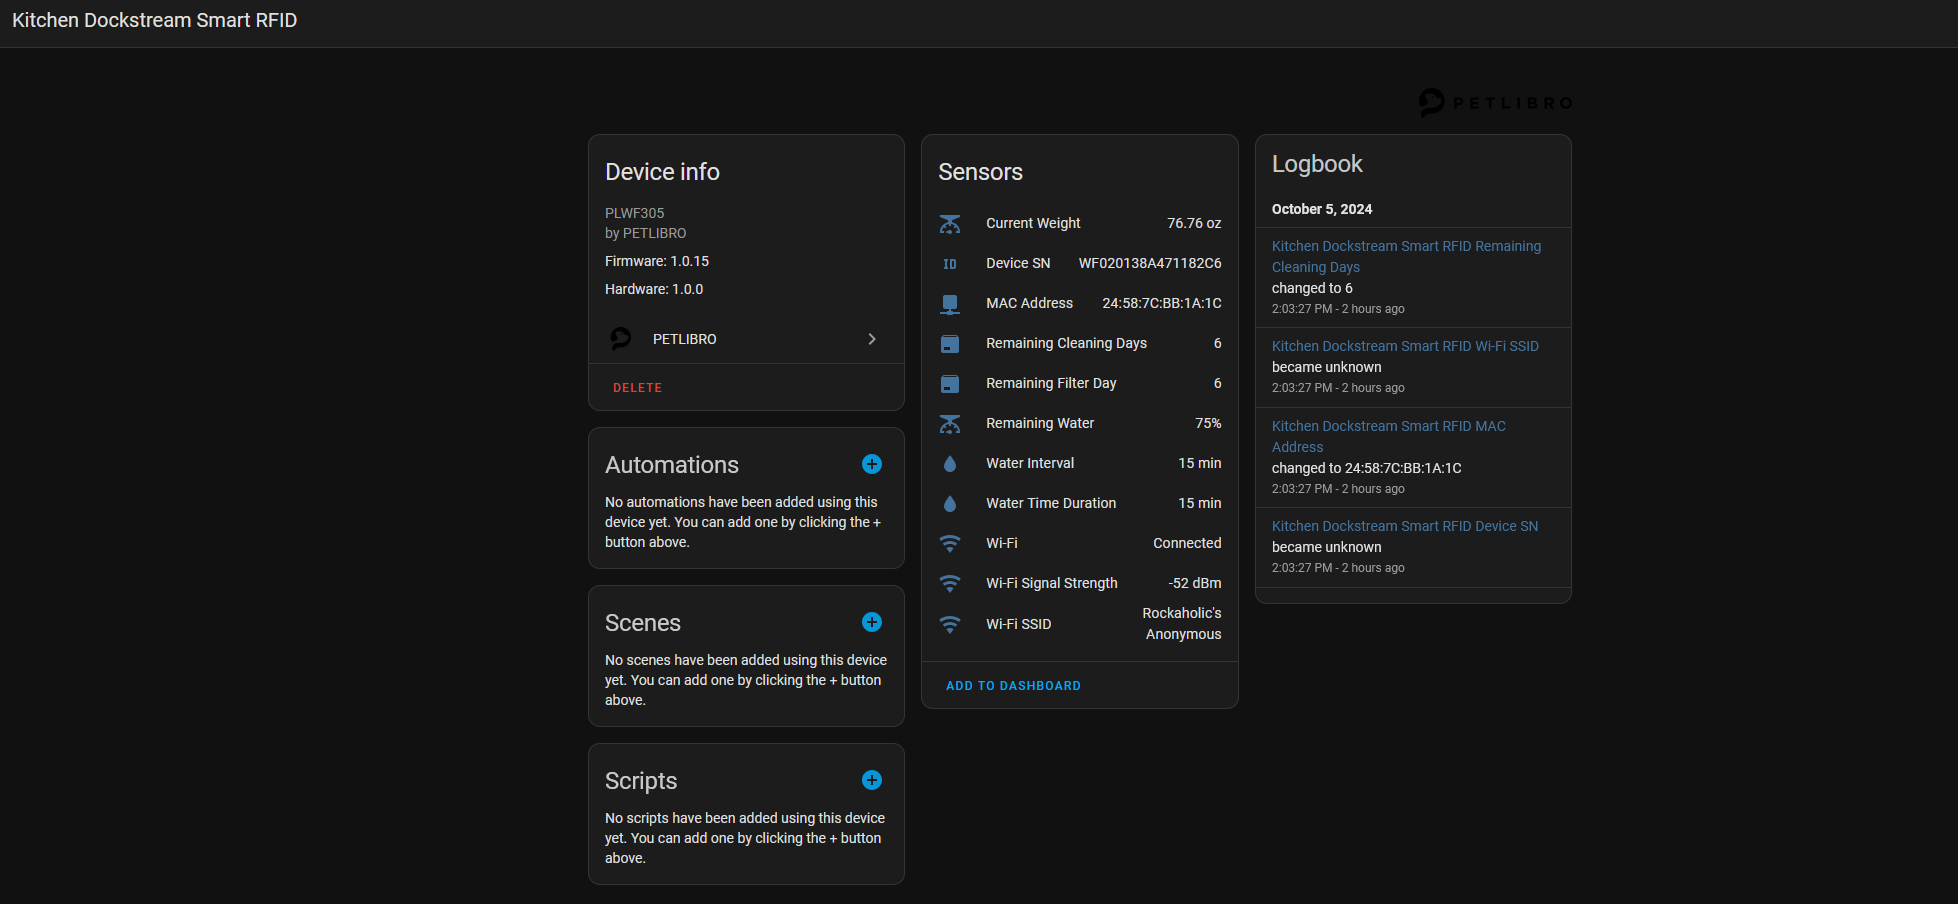 Kitchen Dockstream Smart RFID
PETLIBRO
Device info
PLWF305
by PETLIBRO
Firmware: 1.0.15
Hardware: 1.0.0
PETLIBRO
DELETE
Automations
No automations have been added using this
device yet. You can add one by clicking the +
button above.
Scenes
No scenes have been added using this device
yet. You can add one by clicking the + button
above.
Scripts
No scripts have been added using this device
yet. You can add one by clicking the + button
above.
Sensors
Current Weight 76.76 oz
ID Device SN WF020138A471182C6
MAC Address 24:58:7C:BB:1A:1C
Remaining Cleaning Days 6
Remaining Filter Day 6
Remaining Water 75%
Water Interval 15 min
Water Time Duration 15 min
Wi-Fi Connected
Wi-Fi Signal Strength -52 dBm
Wi-Fi SSID Rockaholic's
Anonymous
ADD TO DASHBOARD
Logbook
October 5, 2024
Kitchen Dockstream Smart RFID Remaining
Cleaning Days
changed to 6
2:03:27 PM - 2 hours ago
Kitchen Dockstream Smart RFID Wi-Fi SSID
became unknown
2:03:27 PM - 2 hours ago
Kitchen Dockstream Smart RFID MAC
Address
changed to 24:58:7C:BB:1A:1C
2:03:27 PM - 2 hours ago
Kitchen Dockstream Smart RFID Device SN
became unknown
2:03:27 PM - 2 hours ago